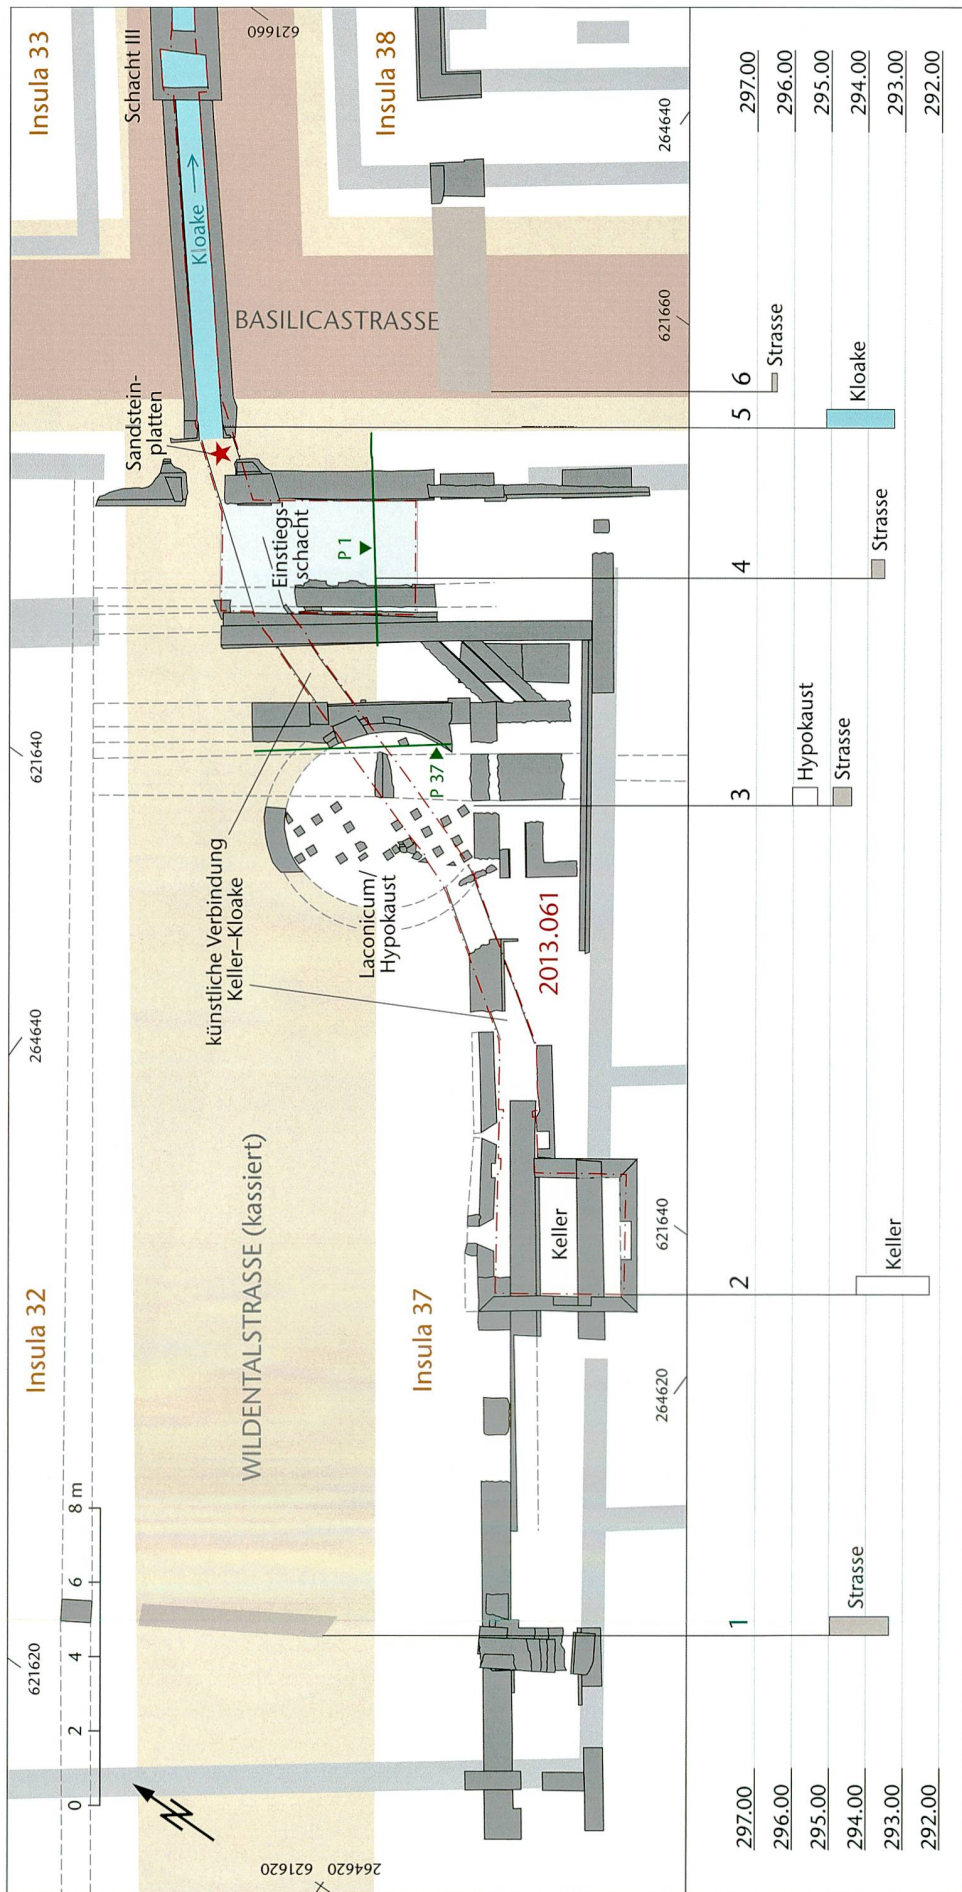 Insula 33
Schacht III
621660
Insula 38
264640
Kloake →
BASILICASTRASSE
621660
Sandstein-
platten
Einstiegs-
schacht
P 1
621640
künstliche Verbindung
Keller–Kloake
Laconicum/
Hypokaust
P 37
2013.061
264640
WILDENTALSTRASSE (kassiert)
Insula 32
Insula 37
Keller
621640
264620
0 2 4 6 8 m
621620
N
621620 264620
1 2 3 4 5 6
Strasse
Keller
Hypokaust
Strasse
Strasse
Kloake
Strasse
297.00
296.00
295.00
294.00
293.00
292.00
297.00
296.00
295.00
294.00
293.00
292.00